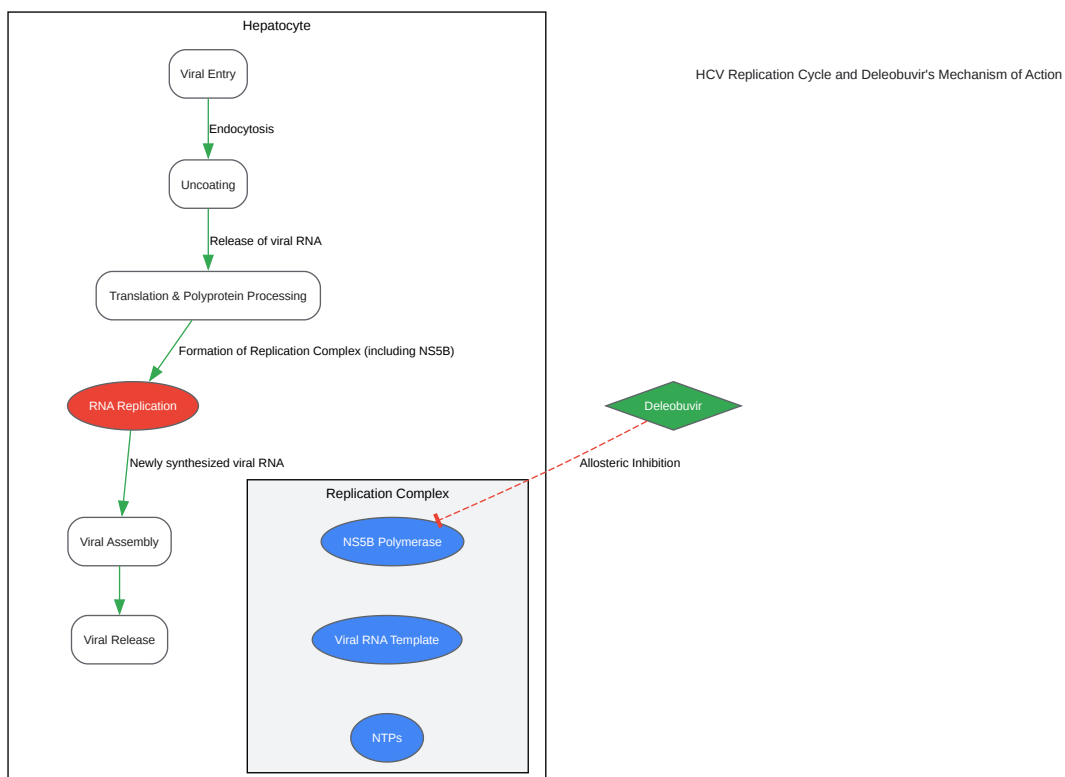 Hepatocyte
Viral Entry
HCV Replication Cycle and Deleobuvir's Mechanism of Action
Endocytosis
Uncoating
Release of viral RNA
Translation & Polyprotein Processing
Formation of Replication Complex (including NS5B)
RNA Replication
Deleobuvir
Newly synthesized viral RNA
Allosteric Inhibition
Replication Complex
Viral Assembly
NS5B Polymerase
Viral Release
Viral RNA Template
NTPs